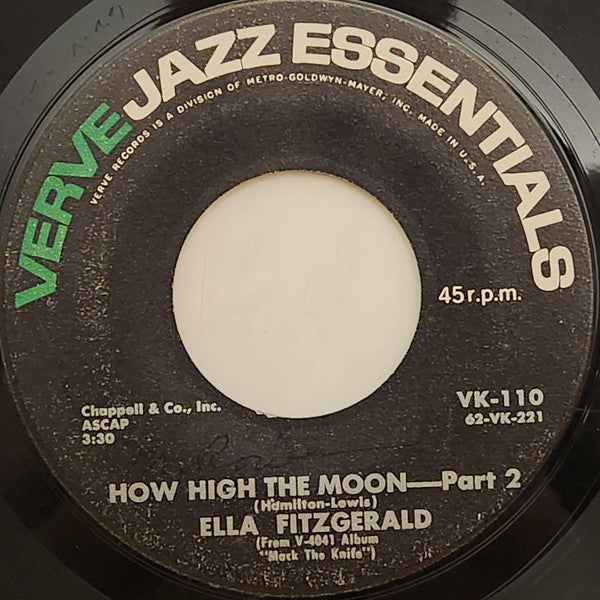 VERVE JAZZ ESSENTIALS
VERVE RECORDS IS A DIVISION OF METRO-GOLDWYN-MAYER, INC. MADE IN U.S.A.
45 r.p.m.
Chappell & Co., Inc.
ASCAP
3:30
VK-110
62-VK-221
HOW HIGH THE MOON—Part 2
(Hamilton-Lewis)
ELLA FITZGERALD
(From V-4041 Album
"Mack The Knife")